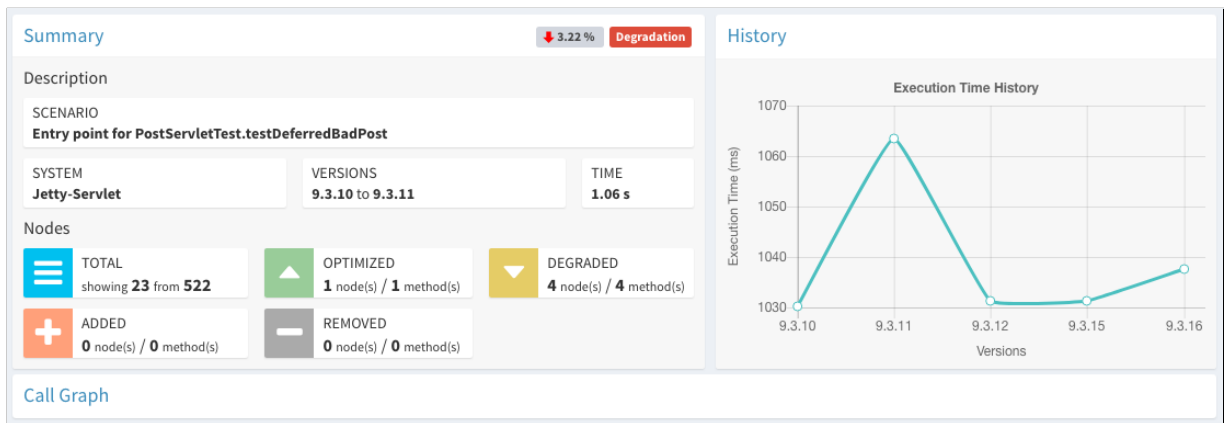 Summary
3.22 %
Degradation
Description
SCENARIO
Entry point for PostServletTest.testDeferredBadPost
SYSTEM
Jetty-Servlet
VERSIONS
9.3.10 to 9.3.11
TIME
1.06 s
Nodes
TOTAL
showing 23 from 522
OPTIMIZED
1 node(s) / 1 method(s)
DEGRADED
4 node(s) / 4 method(s)
ADDED
0 node(s) / 0 method(s)
REMOVED
0 node(s) / 0 method(s)
History
Execution Time History
Execution Time (ms)
1070
1060
1050
1040
1030
9.3.10
9.3.11
9.3.12
9.3.15
9.3.16
Versions
Call Graph